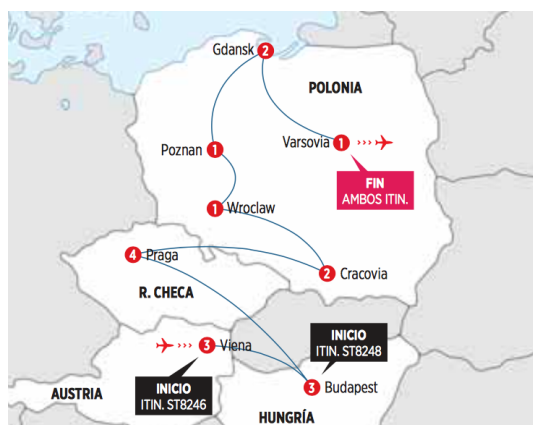 Gdansk 2
POLONIA
Poznan 1
Varsovia 1
FIN
AMBOS ITIN.
1 Wroclaw
4 Praga
2 Cracovia
R. CHECA
INICIO
ITIN. ST8248
3 Viena
INICIO
ITIN. ST8246
3 Budapest
AUSTRIA
HUNGRÍA